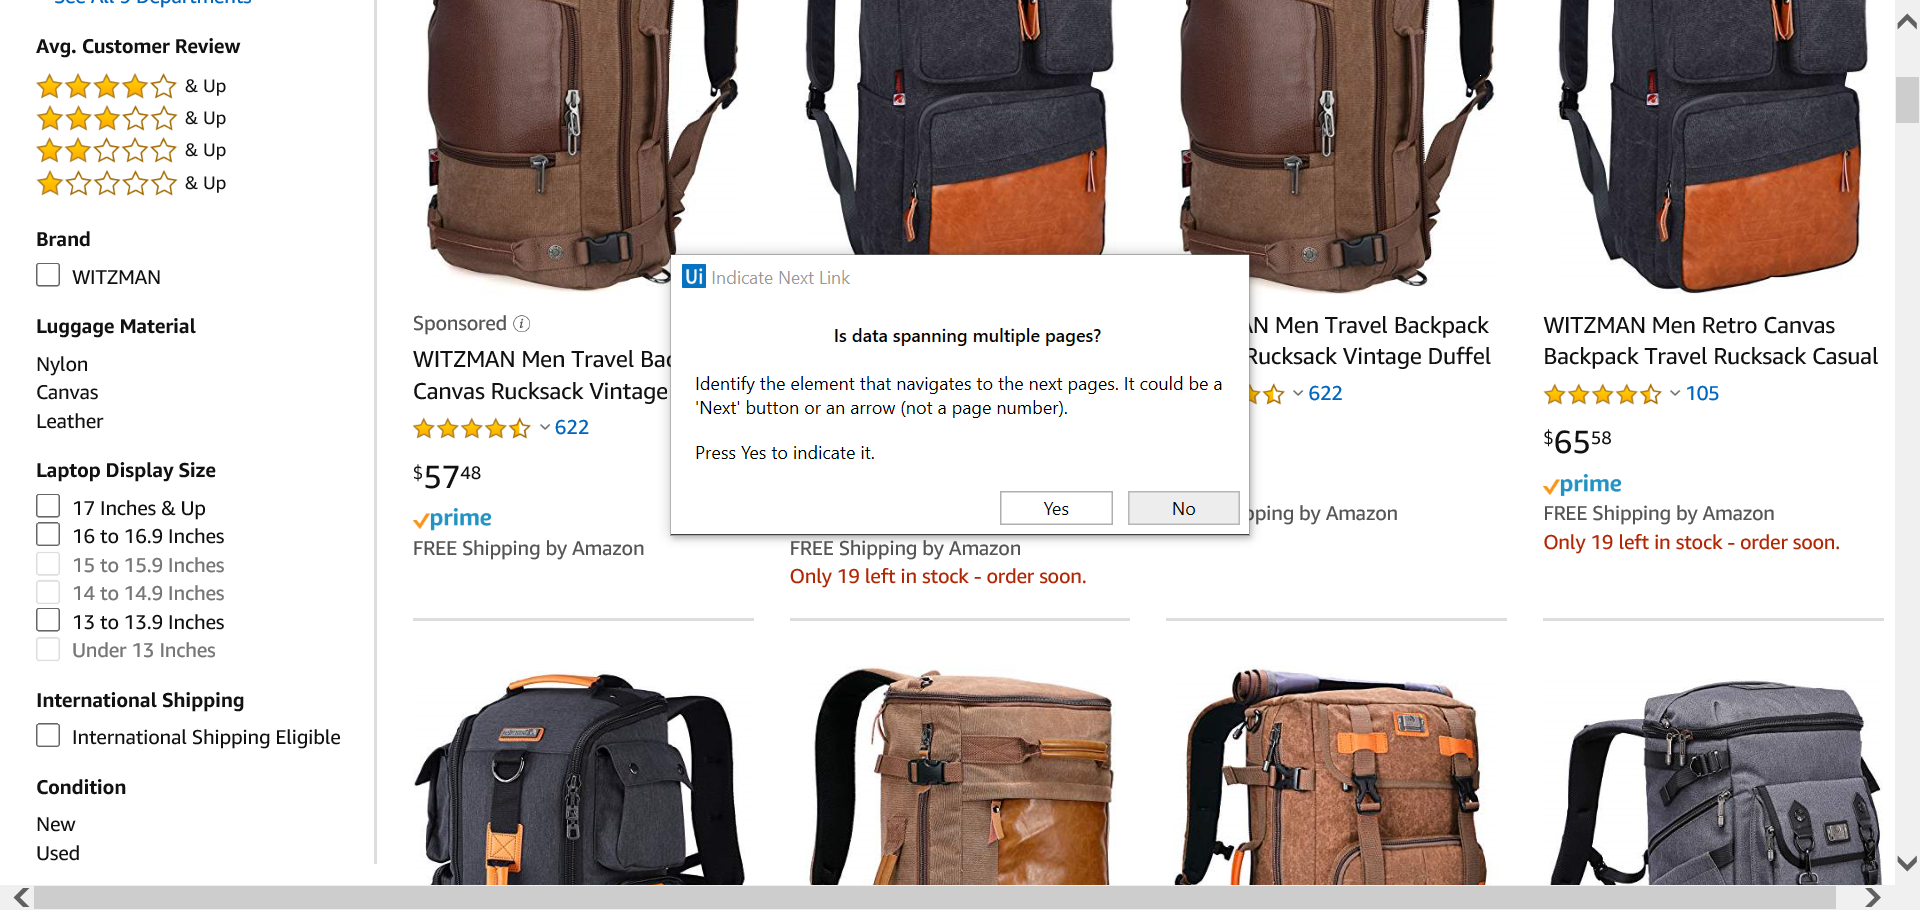 See All 9 Departments
Avg. Customer Review
& Up
& Up
& Up
& Up
Brand
WITZMAN
Luggage Material
Nylon
Canvas
Leather
Laptop Display Size
17 Inches & Up
16 to 16.9 Inches
15 to 15.9 Inches
14 to 14.9 Inches
13 to 13.9 Inches
Under 13 Inches
International Shipping
International Shipping Eligible
Condition
New
Used
Sponsored
WITZMAN Men Travel Bac
Canvas Rucksack Vintage
622
$57 48
prime
FREE Shipping by Amazon
FREE Shipping by Amazon
Only 19 left in stock - order soon.
Ui Indicate Next Link
Is data spanning multiple pages?
Identify the element that navigates to the next pages. It could be a
'Next' button or an arrow (not a page number).
Press Yes to indicate it.
Yes
No
N Men Travel Backpack
Rucksack Vintage Duffel
622
pping by Amazon
WITZMAN Men Retro Canvas
Backpack Travel Rucksack Casual
105
$65 58
prime
FREE Shipping by Amazon
Only 19 left in stock - order soon.